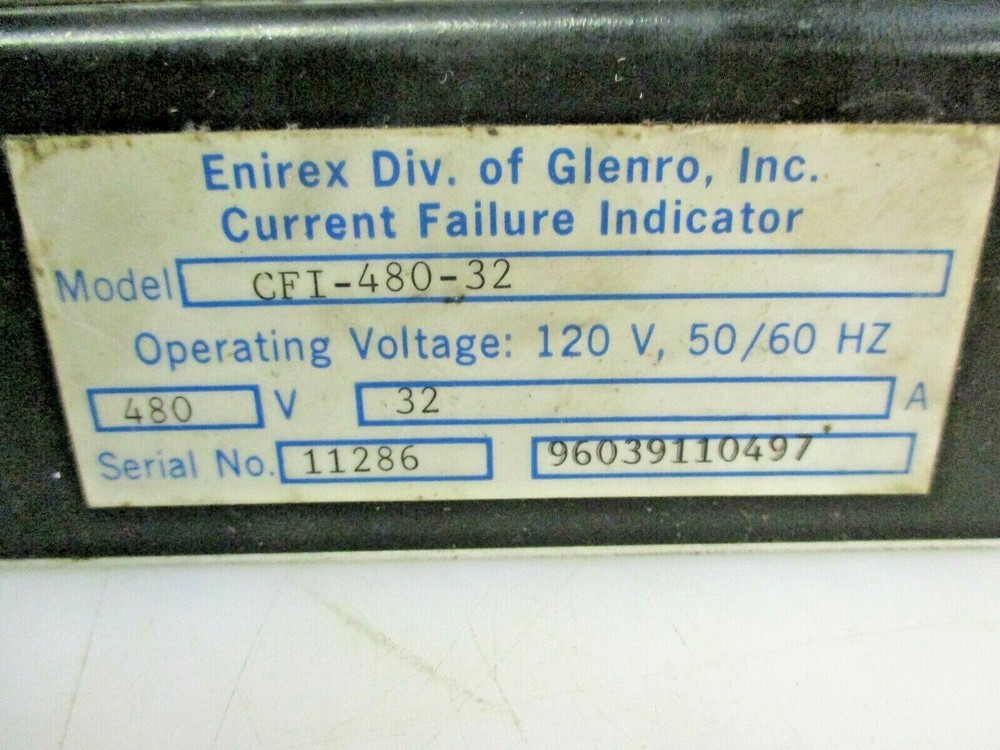 Enirex Div. of Glenro, Inc.
Current Failure Indicator
Model CFI-480-32
Operating Voltage: 120 V, 50/60 HZ
480 V 32 A
Serial No. 11286 96039110497